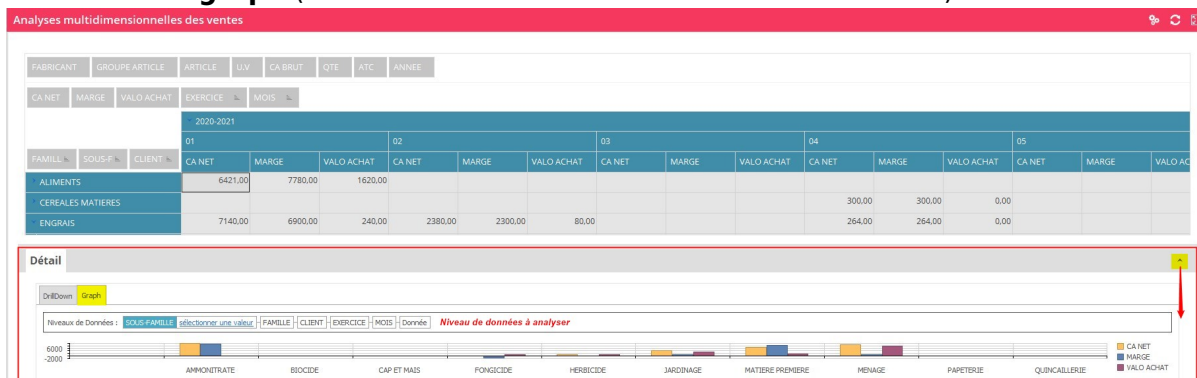 Analyses multidimensionnelles des ventes
FABRICANT GROUPE ARTICLE ARTICLE U.V CA BRUT QTE ATC ANNEE
CA NET MARGE VALO ACHAT EXERCICE MOIS
2020-2021
01 02 03 04 05
FAMILL SOUS-F CLIENT CA NET MARGE VALO ACHAT CA NET MARGE VALO ACHAT CA NET MARGE VALO ACHAT CA NET MARGE VALO ACHAT CA NET MARGE VALO AC
ALIMENTS 6421,00 7780,00 1620,00
CEREALES MATIERES 300,00 300,00 0,00
ENGRAIS 7140,00 6900,00 240,00 2380,00 2300,00 80,00 264,00 264,00 0,00
Détail
DrillDown Graph
Niveaux de Données : SOUS-FAMILLE sélectionner une valeur FAMILLE CLIENT EXERCICE MOIS Donnée Niveau de données à analyser
6000
-2000
CA NET
MARGE
VALO ACHAT
AMMONITRATE BIOCIDE CAP ET MAIS FONGICIDE HERBICIDE JARDINAGE MATIERE PREMIERE MENAGE PAPETERIE QUINCAILLERIE